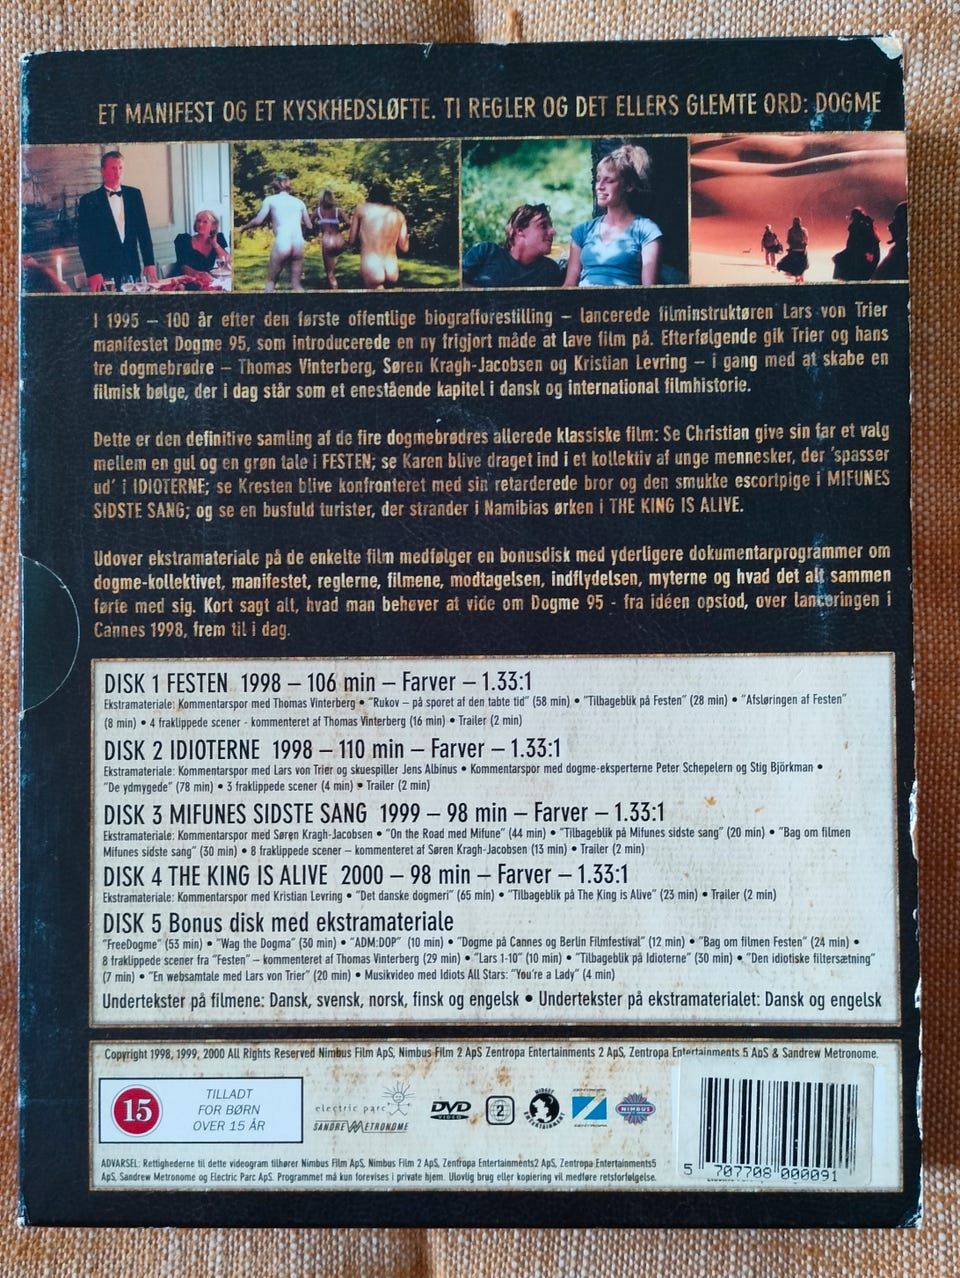 ET MANIFEST OG ET KYSKHEDSLØFTE. TI REGLER OG DET ELLERS GLEMTE ORD: DOGME
I 1995 – 100 år efter den første offentlige biografforestilling – lancerede filminstruktøren Lars von Trier
manifestet Dogme 95, som introducerede en ny frigjort måde at lave film på. Efterfølgende gik Trier og hans
tre dogmebrødre – Thomas Vinterberg, Søren Kragh-Jacobsen og Kristian Levring – i gang med at skabe en
filmisk bølge, der i dag står som et enestående kapitel i dansk og international filmhistorie.
Dette er den definitive samling af de fire dogmebrødres allerede klassiske film: Se Christian give sin far et valg
mellem en gul og en grøn tale i FESTEN; se Karen blive draget ind i et kollektiv af unge mennesker, der 'spasser
ud' i IDIOTERNE; se Kresten blive konfronteret med sin retarderede bror og den smukke escortpige i MIFUNES
SIDSTE SANG; og se en busfuld turister, der strander i Namibias ørken i THE KING IS ALIVE.
Udover ekstramateriale på de enkelte film medfølger en bonusdisk med yderligere dokumentarprogrammer om
dogme-kollektivet, manifestet, reglerne, filmene, modtagelsen, indflydelsen, myterne og hvad det alt sammen
førte med sig. Kort sagt alt, hvad man behøver at vide om Dogme 95 - fra idéen opstod, over lanceringen i
Cannes 1998, frem til i dag.
DISK 1 FESTEN 1998 – 106 min – Farver – 1.33:1
Ekstramateriale: Kommentarspor med Thomas Vinterberg • "Rukov – på sporet af den tabte tid" (58 min) • "Tilbageblik på Festen" (28 min) • "Afsløringen af Festen"
(8 min) • 4 fraklippede scener - kommenteret af Thomas Vinterberg (16 min) • Trailer (2 min)
DISK 2 IDIOTERNE 1998 – 110 min – Farver – 1.33:1
Ekstramateriale: Kommentarspor med Lars von Trier og skuespiller Jens Albinus • Kommentarspor med dogme-eksperterne Peter Schepelern og Stig Björkman •
"De ydmygede" (78 min) • 3 fraklippede scener (4 min) • Trailer (2 min)
DISK 3 MIFUNES SIDSTE SANG 1999 – 98 min – Farver – 1.33:1
Ekstramateriale: Kommentarspor med Søren Kragh-Jacobsen • "On the Road med Mifune" (44 min) • "Tilbageblik på Mifunes sidste sang" (20 min) • "Bag om filmen
Mifunes sidste sang" (30 min) • 8 fraklippede scener – kommenteret af Søren Kragh-Jacobsen (13 min) • Trailer (2 min)
DISK 4 THE KING IS ALIVE 2000 – 98 min – Farver – 1.33:1
Ekstramateriale: Kommentarspor med Kristian Levring • "Det danske dogmeri" (65 min) • "Tilbageblik på The King is Alive" (23 min) • Trailer (2 min)
DISK 5 Bonus disk med ekstramateriale
"FreeDogme" (53 min) • "Wag the Dogma" (30 min) • "ADM:DOP" (10 min) • "Dogme på Cannes og Berlin Filmfestival" (12 min) • "Bag om filmen Festen" (24 min) •
8 fraklippede scener fra "Festen" – kommenteret af Thomas Vinterberg (29 min) • "Lars 1-10" (10 min) • "Tilbageblik på Idioterne" (30 min) • "Den idiotiske filtersætning"
(7 min) • "En websamtale med Lars von Trier" (20 min) • Musikvideo med Idiots All Stars: "You're a Lady" (4 min)
Undertekster på filmene: Dansk, svensk, norsk, finsk og engelsk • Undertekster på ekstramaterialet: Dansk og engelsk
Copyright 1998, 1999, 2000 All Rights Reserved Nimbus Film ApS, Nimbus Film 2 ApS Zentropa Entertainments 2 ApS, Zentropa Entertainments 5 ApS & Sandrew Metronome.
15
TILLADT
FOR BØRN
OVER 15 ÅR
electric parc
SANDREW METRONOME
DVD
VIDEO
2
NIMBUS
ZENTROPA
ADVARSEL: Rettighederne til dette videogram tilhører Nimbus Film ApS, Nimbus Film 2 ApS, Zentropa Entertainments2 ApS, Zentropa Entertainments5
ApS, Sandrew Metronome og Electric Parc ApS. Programmet må kun forevises i private hjem. Ulovlig brug eller kopiering vil medføre retsforfølgelse.
5 707708 000091